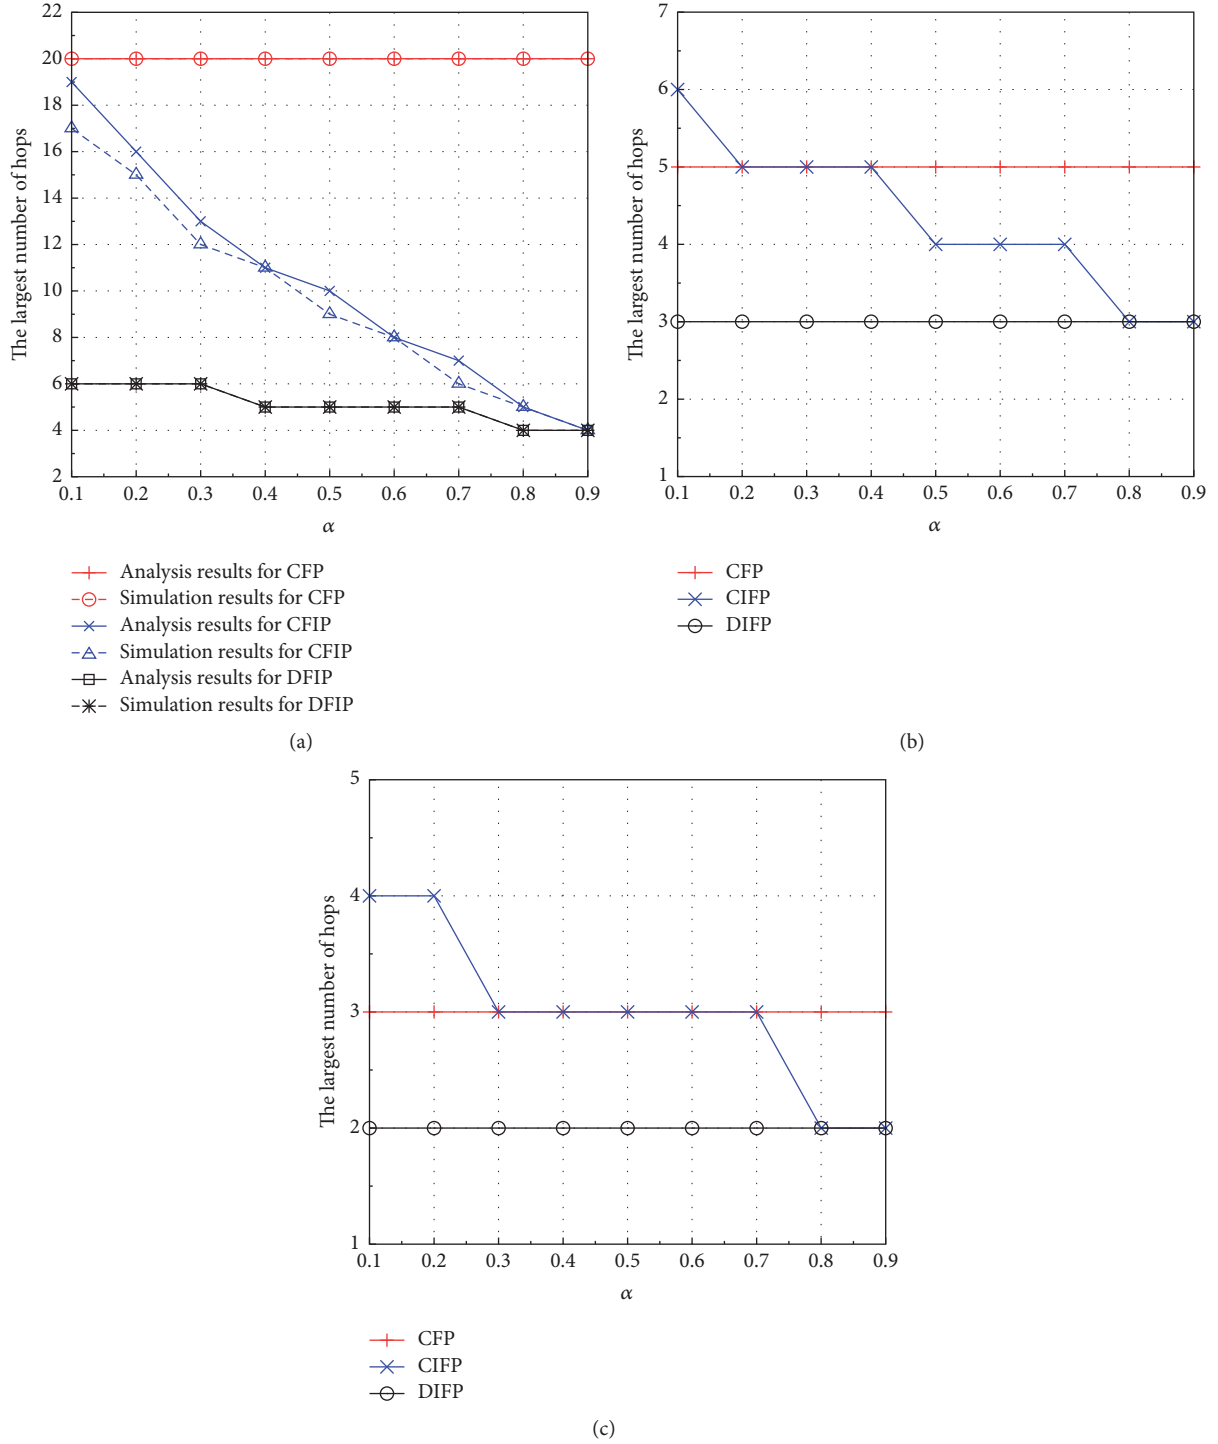 22
20
18
16
14
12
10
8
6
4
2
The largest number of hops
0.1 0.2 0.3 0.4 0.5 0.6 0.7 0.8 0.9
α
Analysis results for CFP
Simulation results for CFP
Analysis results for CFIP
Simulation results for CFIP
Analysis results for DFIP
Simulation results for DFIP
(a)
7
6
5
4
3
2
1
The largest number of hops
0.1 0.2 0.3 0.4 0.5 0.6 0.7 0.8 0.9
α
CFP
CIFP
DIFP
(b)
5
4
3
2
1
The largest number of hops
0.1 0.2 0.3 0.4 0.5 0.6 0.7 0.8 0.9
α
CFP
CIFP
DIFP
(c)